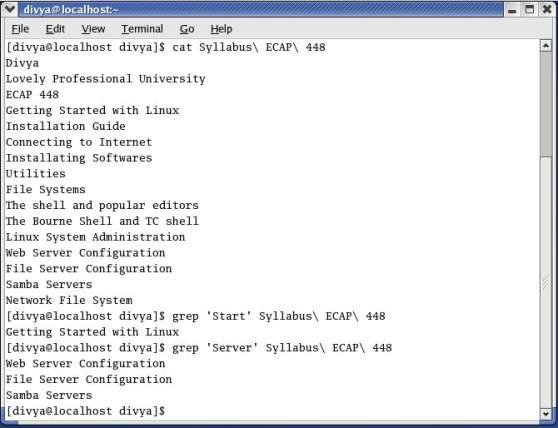 divya@localhost:~
File Edit View Terminal Go Help
[divya@localhost divya]$ cat Syllabus\ ECAP\ 448
Divya
Lovely Professional University
ECAP 448
Getting Started with Linux
Installation Guide
Connecting to Internet
Installating Softwares
Utilities
File Systems
The shell and popular editors
The Bourne Shell and TC shell
Linux System Administration
Web Server Configuration
File Server Configuration
Samba Servers
Network File System
[divya@localhost divya]$ grep 'Start' Syllabus\ ECAP\ 448
Getting Started with Linux
[divya@localhost divya]$ grep 'Server' Syllabus\ ECAP\ 448
Web Server Configuration
File Server Configuration
Samba Servers
[divya@localhost divya]$